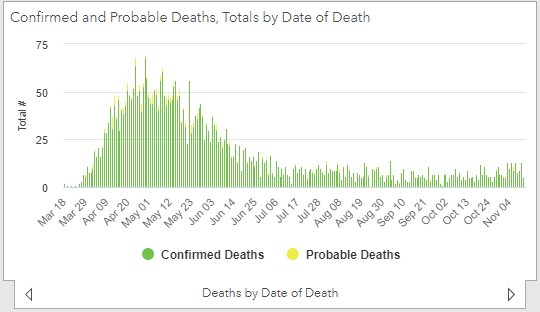 Confirmed and Probable Deaths, Totals by Date of Death
75
50
25
0
Total #
Mar 18
Mar 29
Apr 09
Apr 20
May 01
May 12
May 23
Jun 03
Jun 14
Jun 25
Jul 06
Jul 17
Jul 28
Aug 08
Aug 19
Aug 30
Sep 10
Sep 21
Oct 02
Oct 13
Oct 24
Nov 04
Confirmed Deaths Probable Deaths
Deaths by Date of Death